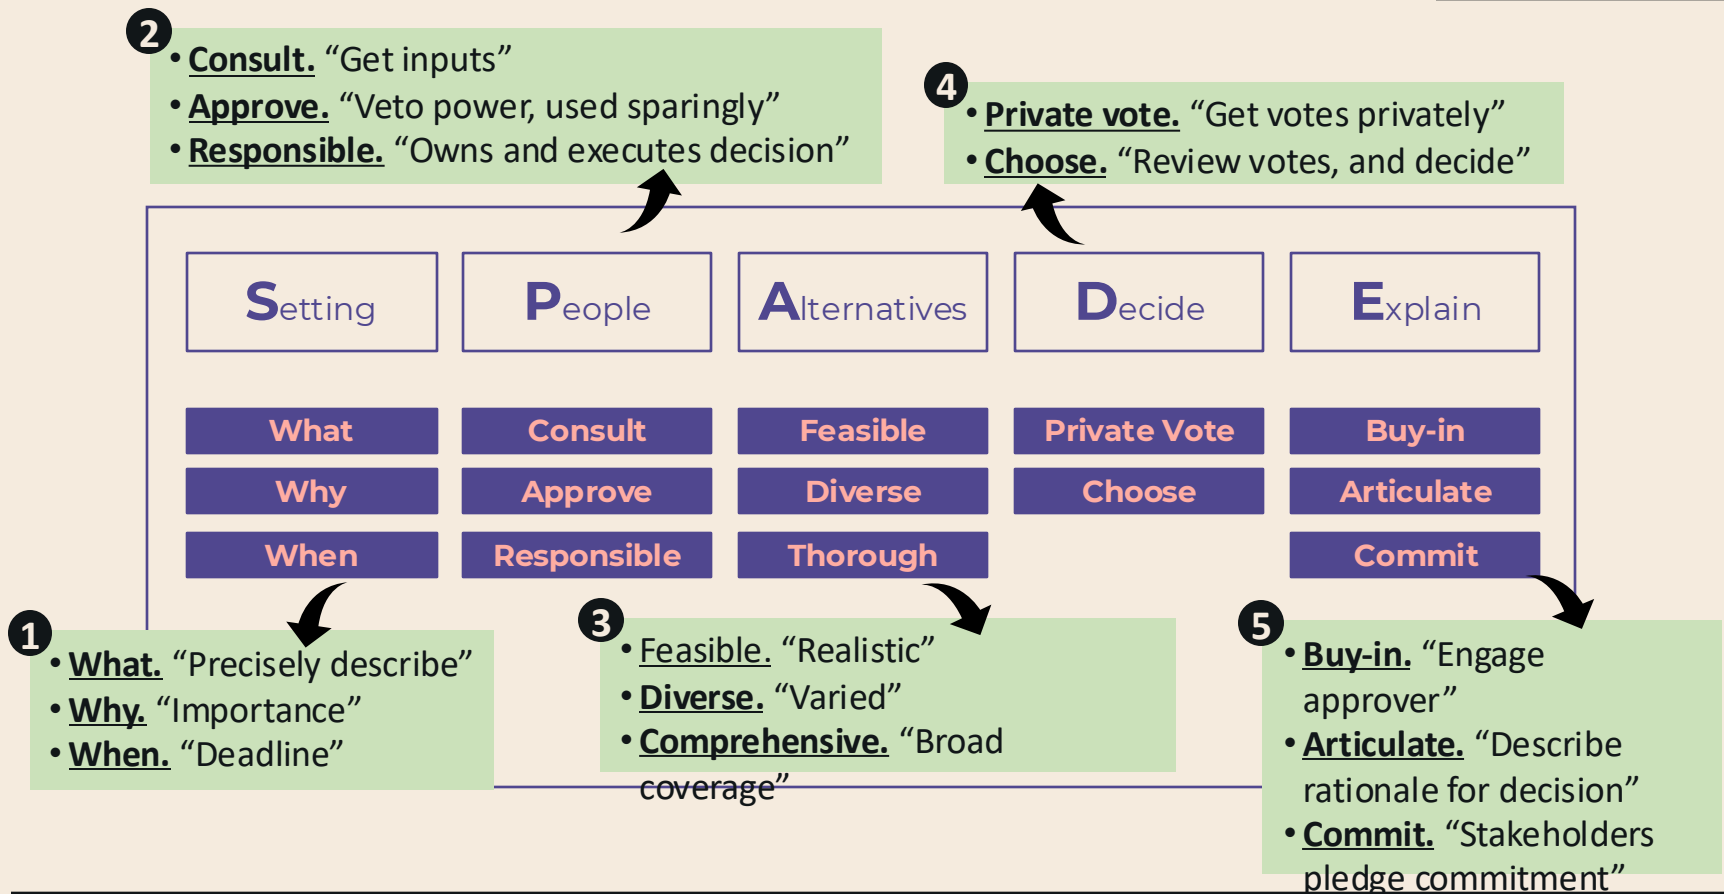 2
• Consult. “Get inputs”
• Approve. “Veto power, used sparingly”
• Responsible. “Owns and executes decision”
4
• Private vote. “Get votes privately”
• Choose. “Review votes, and decide”
Setting
People
Alternatives
Decide
Explain
What
Consult
Feasible
Private Vote
Buy-in
Why
Approve
Diverse
Choose
Articulate
When
Responsible
Thorough
Commit
1
• What. “Precisely describe”
• Why. “Importance”
• When. “Deadline”
3
• Feasible. “Realistic”
• Diverse. “Varied”
• Comprehensive. “Broad
coverage”
5
• Buy-in. “Engage
approver”
• Articulate. “Describe
rationale for decision”
• Commit. “Stakeholders
pledge commitment”